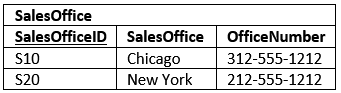 SalesOffice
SalesOfficeID SalesOffice OfficeNumber
S10 Chicago 312-555-1212
S20 New York 212-555-1212